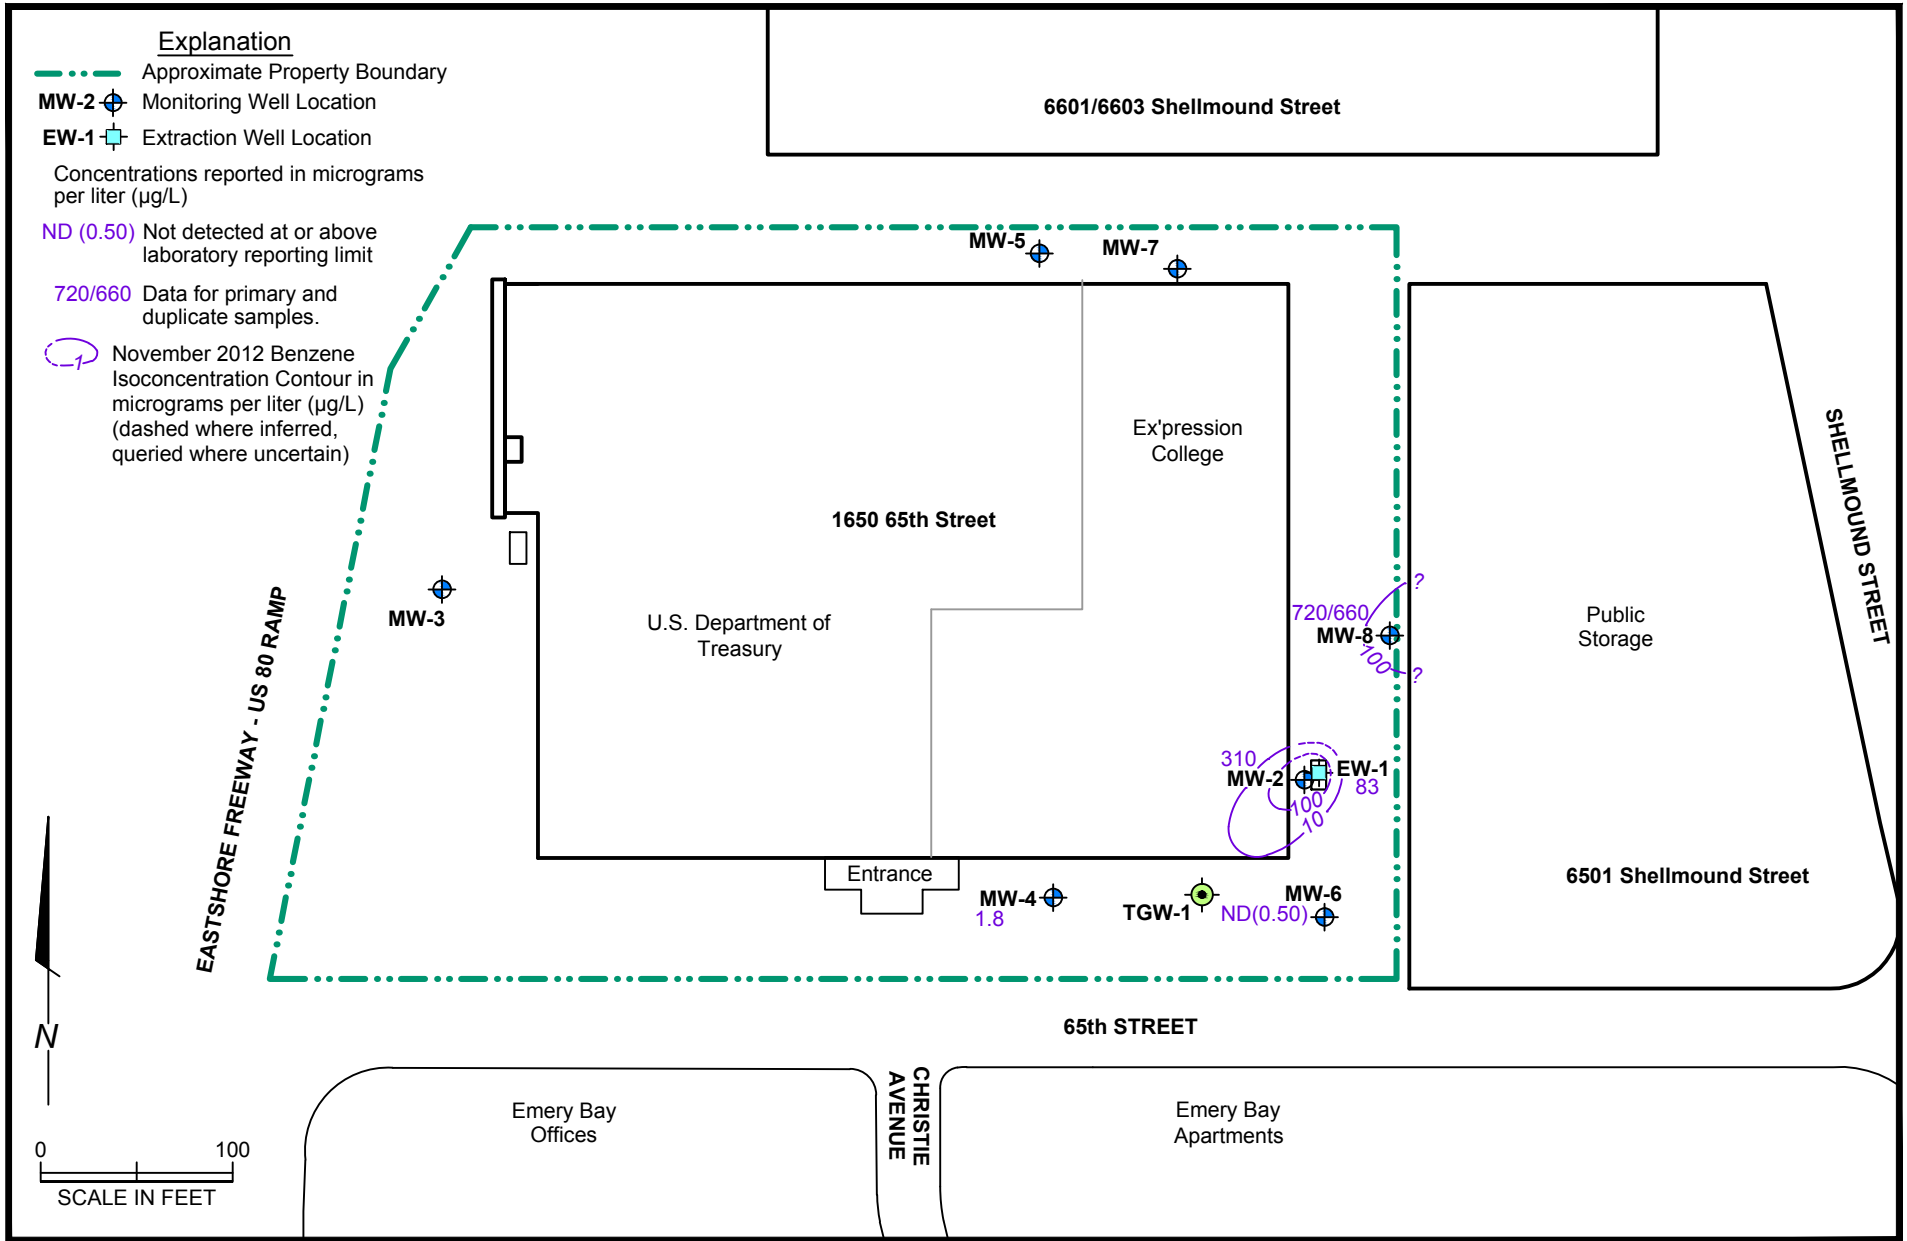 Explanation
Approximate Property Boundary
MW-2 Monitoring Well Location
EW-1 Extraction Well Location
Concentrations reported in micrograms
per liter (µg/L)
ND (0.50) Not detected at or above
laboratory reporting limit
720/660 Data for primary and
duplicate samples.
1
November 2012 Benzene
Isoconcentration Contour in
micrograms per liter (µg/L)
(dashed where inferred,
queried where uncertain)
6601/6603 Shellmound Street
MW-5
MW-7
Ex'pression
College
1650 65th Street
U.S. Department of
Treasury
MW-3
EASTSHORE FREEWAY - US 80 RAMP
SHELLMOUND STREET
?
720/660
MW-8
100
?
Public
Storage
310
MW-2
EW-1
83
100
10
6501 Shellmound Street
Entrance
MW-4
1.8
TGW-1
ND(0.50)
MW-6
65th STREET
CHRISTIE
AVENUE
Emery Bay
Offices
Emery Bay
Apartments
N
0 100
SCALE IN FEET